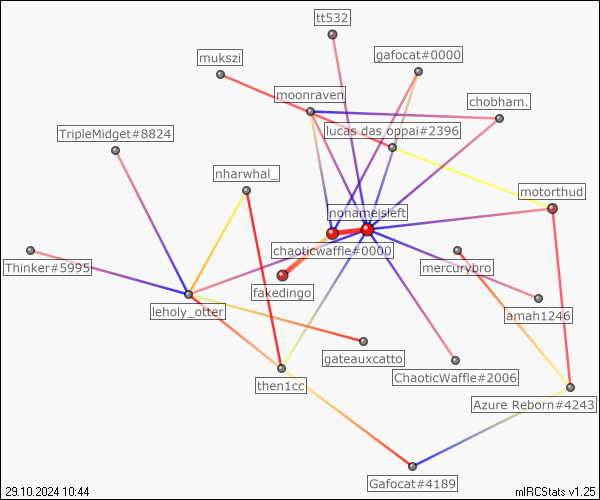 tt532
gafocat#0000
mukszi
moonraven
chobham.
lucas das oppai#2396
TripleMidget#8824
nharwhal_
motorthud
nonameisleft
chaoticwaffle#0000
mercurybro
Thinker#5995
fakedingo
leholy_otter
amah1246
gateauxcatto
ChaoticWaffle#2006
then1cc
Azure Reborn#4243
Gafocat#4189
29.10.2024 10:44
mIRCStats v1.25